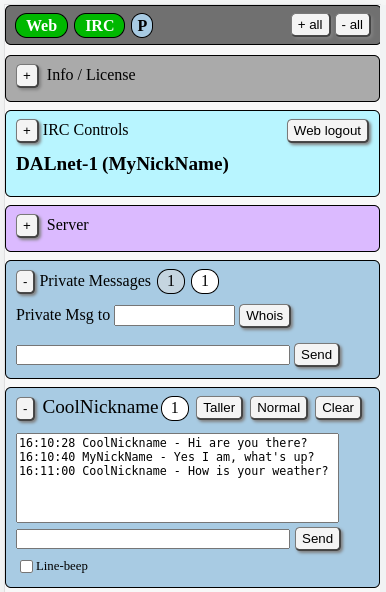 Web IRC P + all - all
+ Info / License
+ IRC Controls Web logout
DALnet-1 (MyNickName)
+ Server
- Private Messages 1 1
Private Msg to Whois
Send
- CoolNickname 1 Taller Normal Clear
16:10:28 CoolNickname - Hi are you there?
16:10:40 MyNickName - Yes I am, what's up?
16:11:00 CoolNickname - How is your weather?
Send
Line-beep